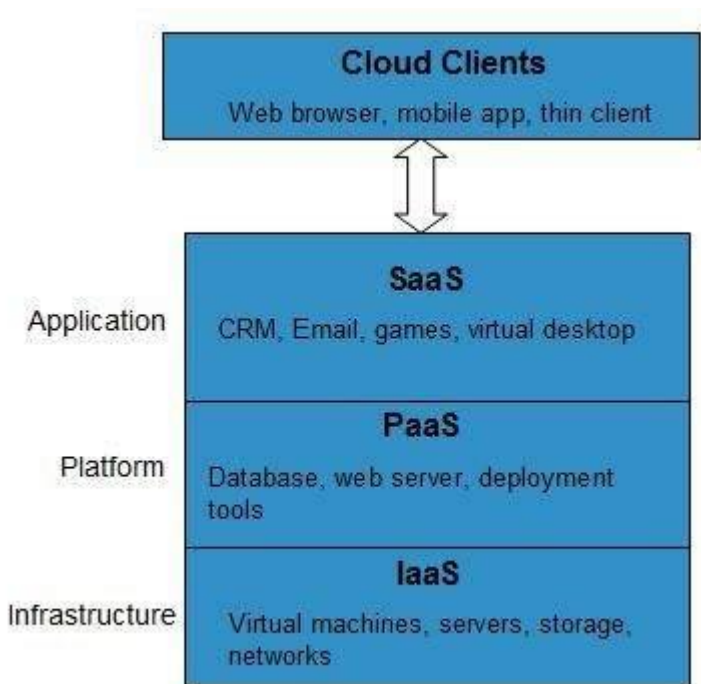 Cloud Clients
Web browser, mobile app, thin client
SaaS
Application
CRM, Email, games, virtual desktop
PaaS
Platform
Database, web server, deployment
tools
IaaS
Infrastructure
Virtual machines, servers, storage,
networks